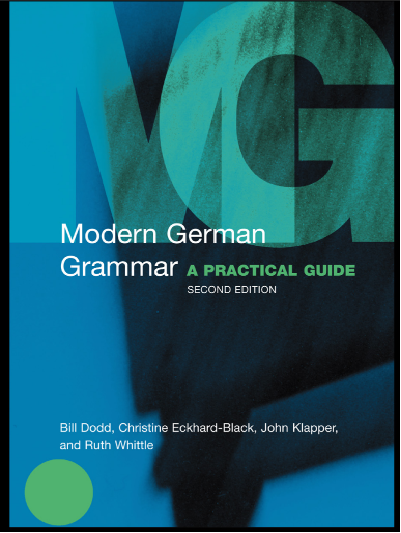 MG
Modern German
Grammar A PRACTICAL GUIDE
SECOND EDITION
Bill Dodd, Christine Eckhard-Black, John Klapper,
and Ruth Whittle